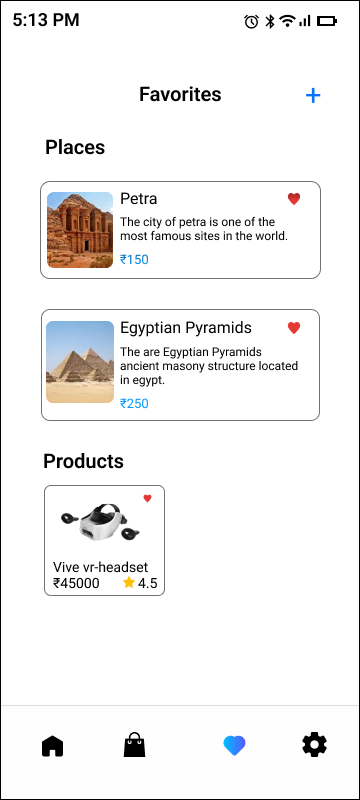 5:13 PM
Favorites
Places
Petra
The city of petra is one of the
most famous sites in the world.
₹150
Egyptian Pyramids
The are Egyptian Pyramids
ancient masony structure located
in egypt.
₹250
Products
Vive vr-headset
₹45000 4.5